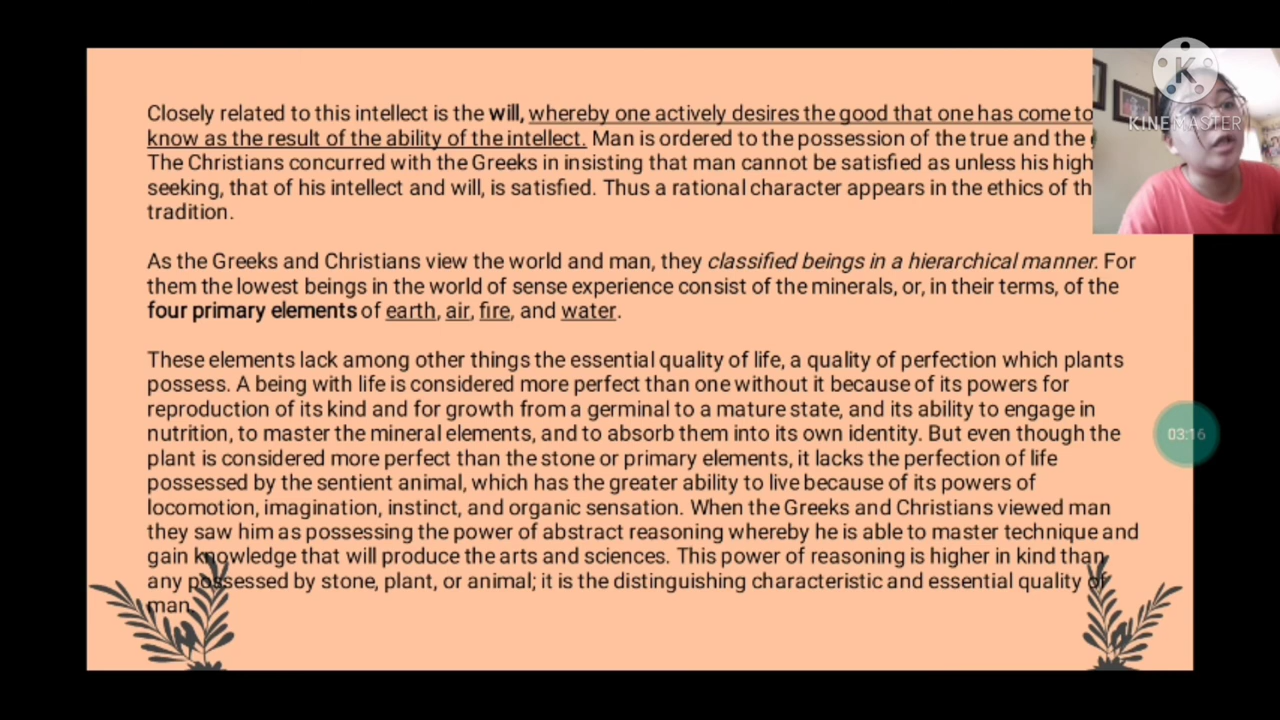 Closely related to this intellect is the will, whereby one actively desires the good that one has come to
know as the result of the ability of the intellect. Man is ordered to the possession of the true and the
The Christians concurred with the Greeks in insisting that man cannot be satisfied as unless his high
seeking, that of his intellect and will, is satisfied. Thus a rational character appears in the ethics of
tradition.
As the Greeks and Christians view the world and man, they classified beings in a hierarchical manner. For
them the lowest beings in the world of sense experience consist of the minerals, or, in their terms, of the
four primary elements of earth, air, fire, and water.
These elements lack among other things the essential quality of life, a quality of perfection which plants
possess. A being with life is considered more perfect than one without it because of its powers for
reproduction of its kind and for growth from a germinal to a mature state, and its ability to engage in
nutrition, to master the mineral elements, and to absorb them into its own identity. But even though the
plant is considered more perfect than the stone or primary elements, it lacks the perfection of life
possessed by the sentient animal, which has the greater ability to live because of its powers of
locomotion, imagination, instinct, and organic sensation. When the Greeks and Christians viewed man
they saw him as possessing the power of abstract reasoning whereby he is able to master technique and
gain knowledge that will produce the arts and sciences. This power of reasoning is higher in kind than
any possessed by stone, plant, or animal; it is the distinguishing characteristic and essential quality of
man.
K
KINEMASTER
03:16